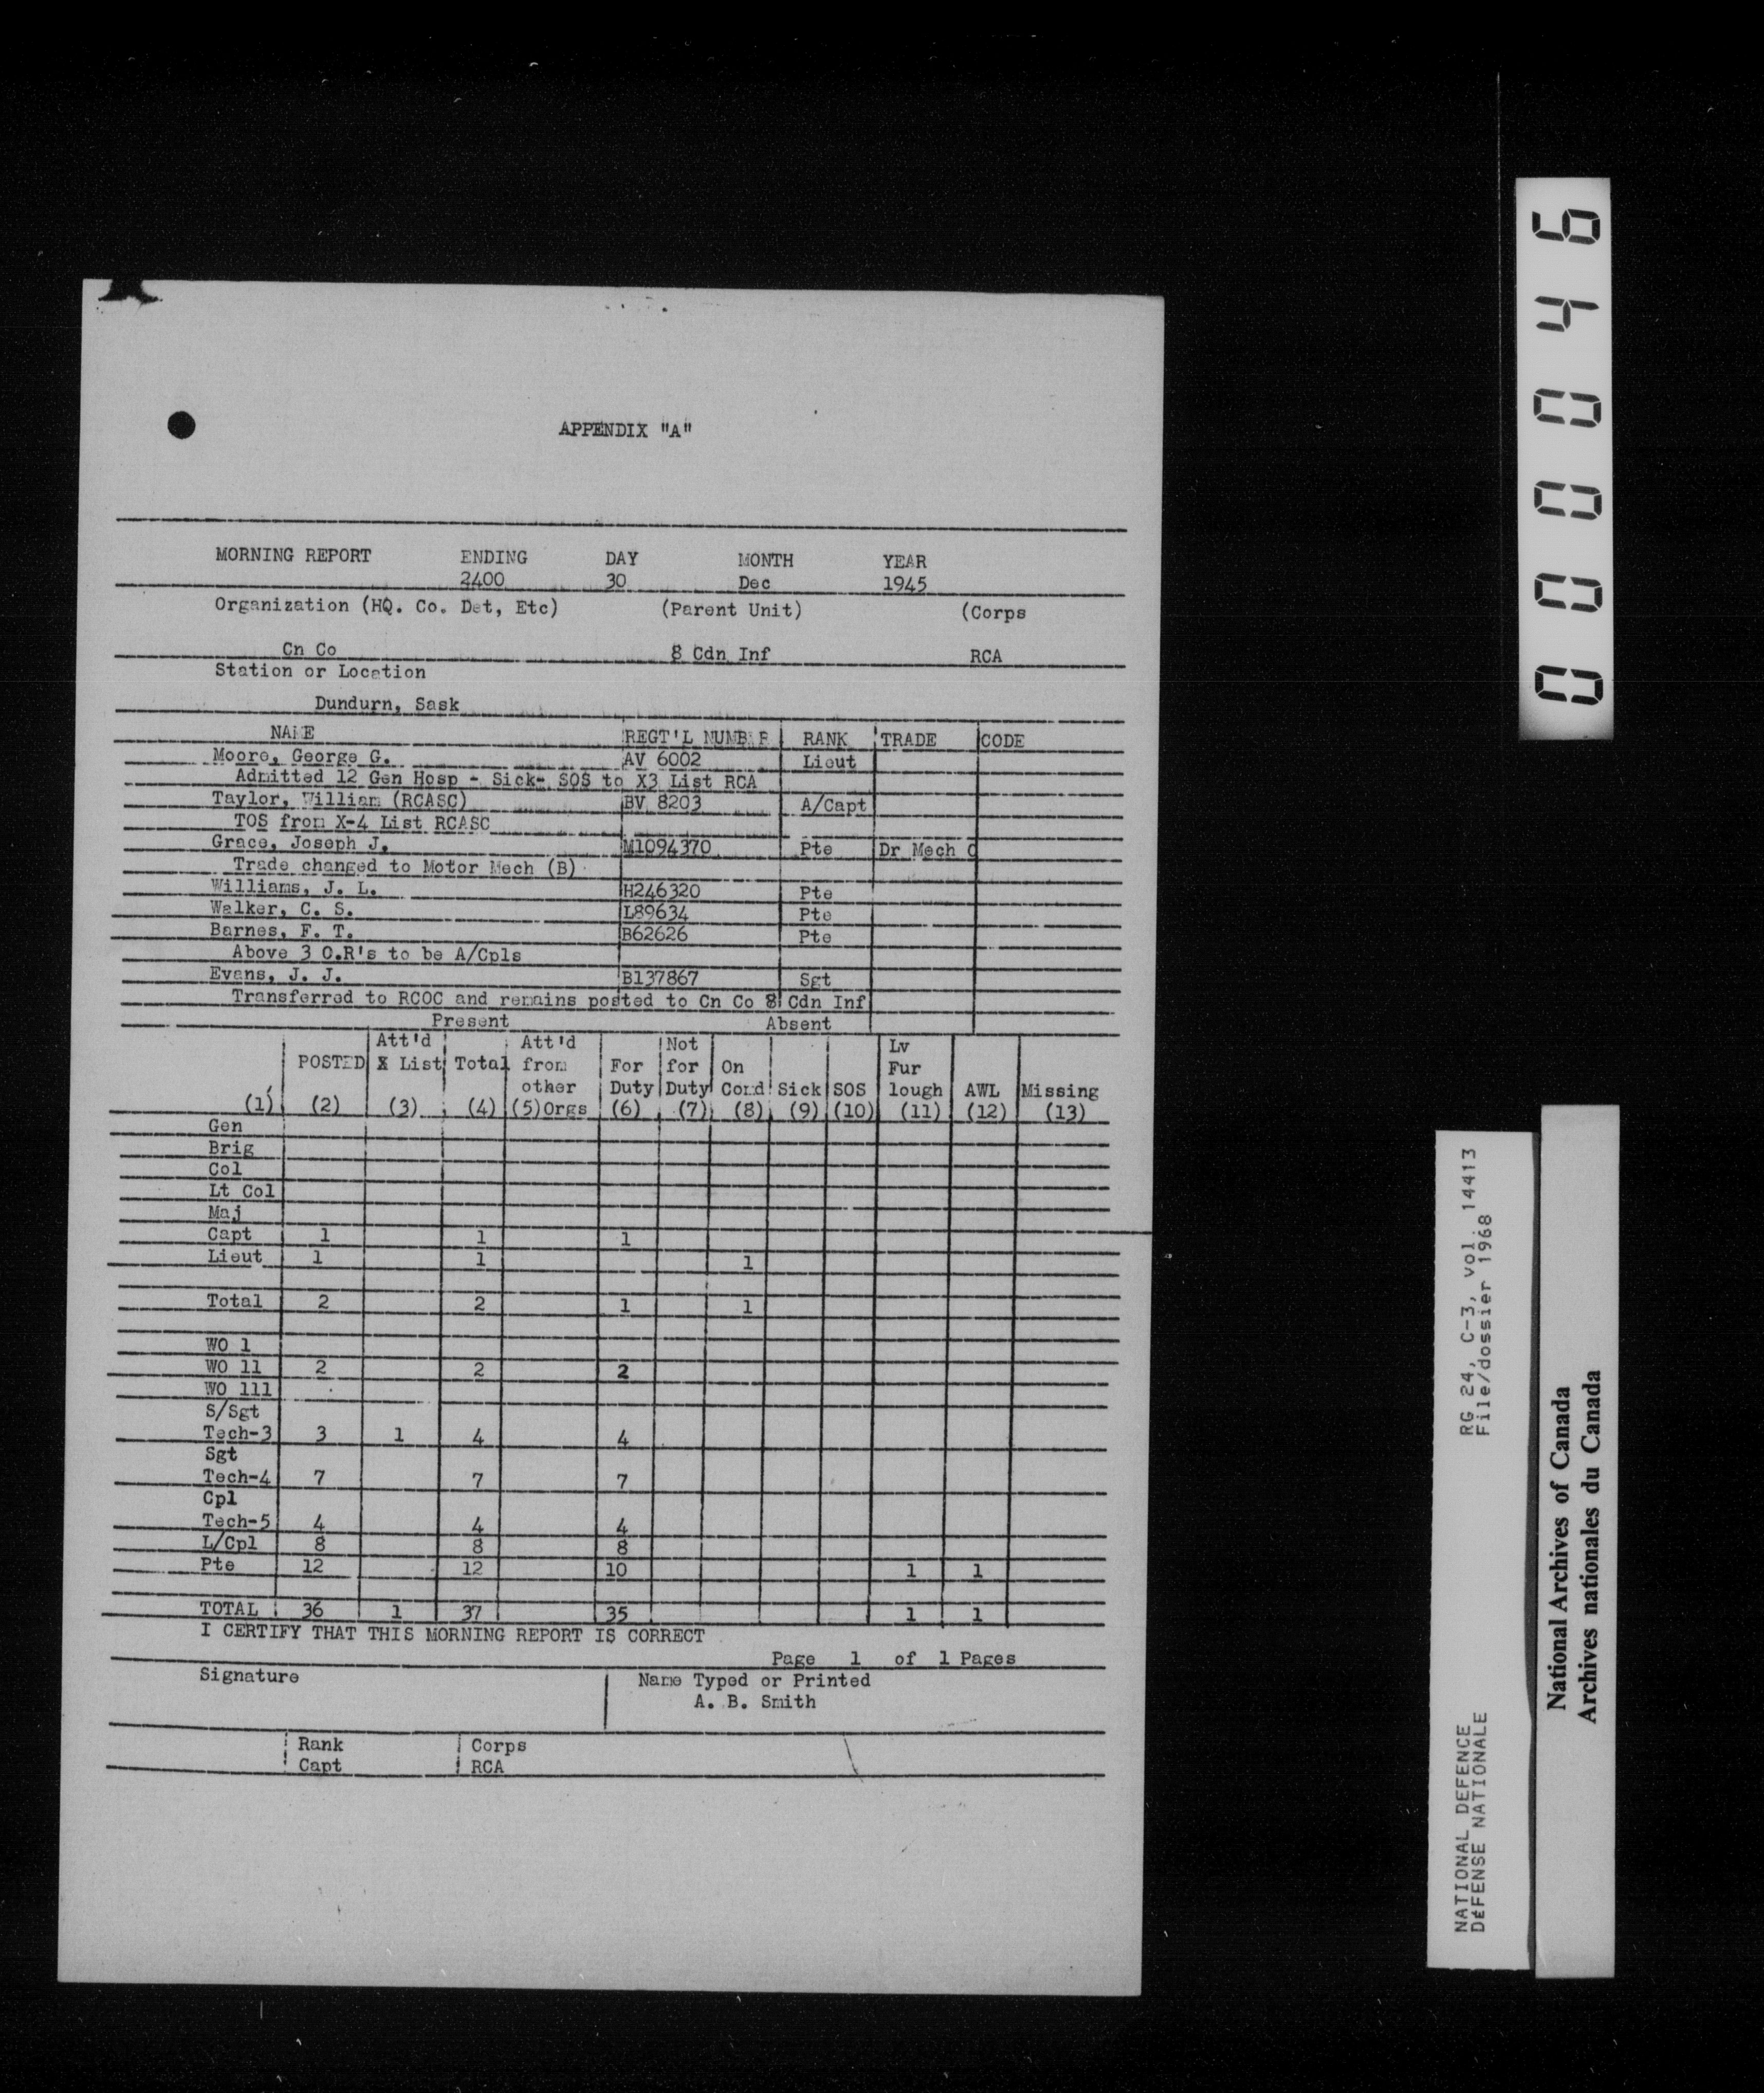 APPENDIX "A"
MORNING REPORT ENDING DAY MONTH YEAR
2400 30 Dec 1945
Organization (HQ. Co. Det, Etc) (Parent Unit) (Corps
Cn Co 8 Cdn Inf RCA
Station or Location
Dundurn, Sask
NAME REGT'L NUMBER RANK TRADE CODE
Moore, George G. AV 6002 Lieut
Admitted 12 Gen Hosp - Sick- SOS to X3 List RCA
Taylor, William (RCASC) BV 8203 A/Capt
TOS from X-4 List RCASC
Grace, Joseph J. M1094370 Pte Dr Mech C
Trade changed to Motor Mech (B)
Williams, J. L. H246320 Pte
Walker, C. S. L89634 Pte
Barnes, F. T. B62626 Pte
Above 3 O.R's to be A/Cpls
Evans, J. J. B137867 Sgt
Transferred to RCOC and remains posted to Cn Co 8 Cdn Inf
Present Absent
Att'd Att'd Not Lv
POSTED X List Total from For for On Fur
other Duty Duty Comd Sick SOS lough AWL Missing
(1) (2) (3) (4) (5)Orgs (6) (7) (8) (9) (10) (11) (12) (13)
Gen
Brig
Col
Lt Col
Maj
Capt 1 1 1
Lieut 1 1 1
Total 2 2 1 1
WO 1
WO 11 2 2 2
WO 111
S/Sgt
Tech-3 3 1 4 4
Sgt
Tech-4 7 7 7
Cpl
Tech-5 4 4 4
L/Cpl 8 8 8
Pte 12 12 10 1 1
TOTAL 36 1 37 35 1 1
I CERTIFY THAT THIS MORNING REPORT IS CORRECT
Page 1 of 1 Pages
Signature Name Typed or Printed
A. B. Smith
Rank Corps
Capt RCA
000046
RG 24, C-3, vol. 14413
File/dossier 1968
NATIONAL DEFENCE
DÉFENSE NATIONALE
National Archives of Canada
Archives nationales du Canada